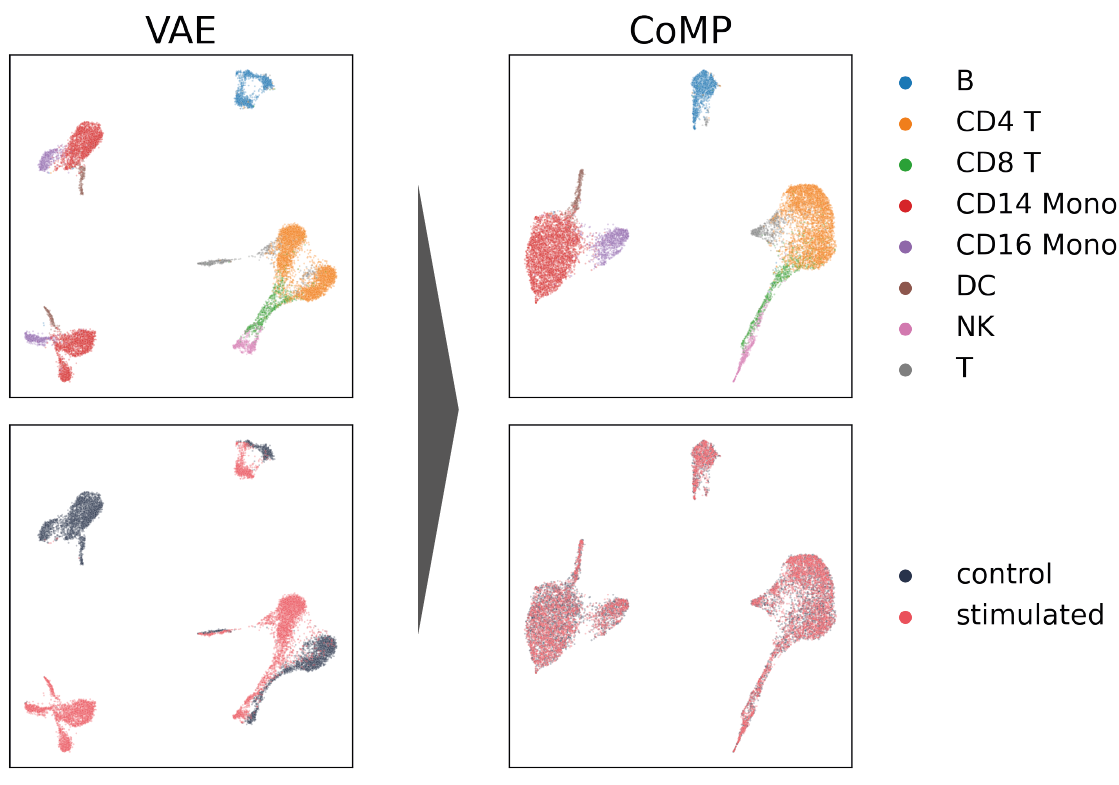 VAE
CoMP
B
CD4 T
CD8 T
CD14 Mono
CD16 Mono
DC
NK
T
control
stimulated